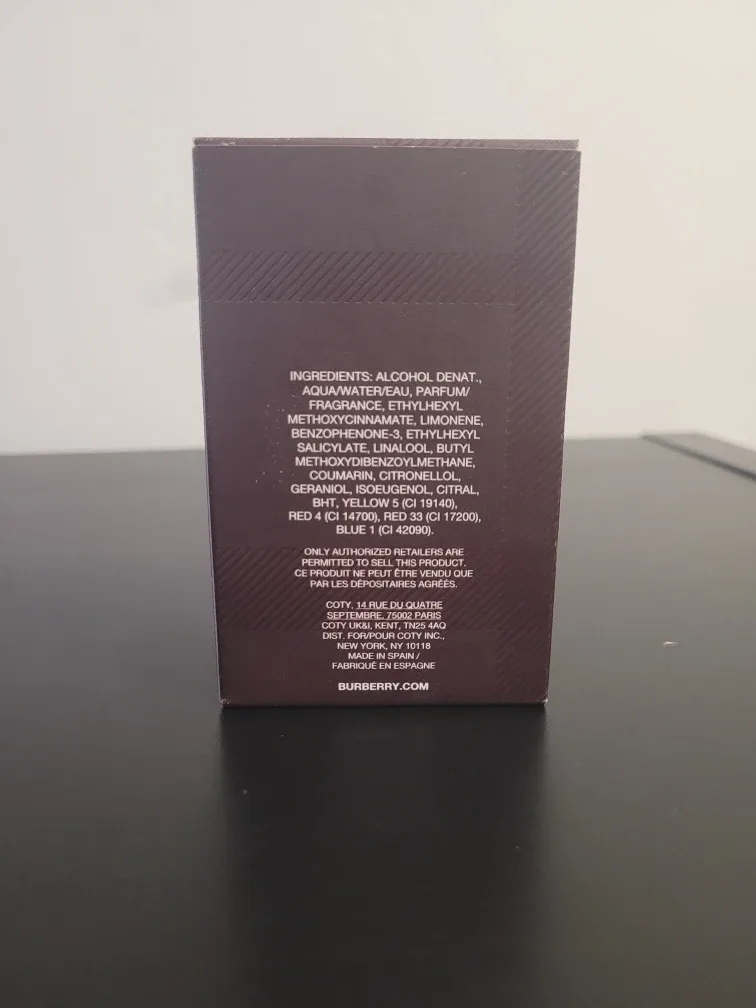 INGREDIENTS: ALCOHOL DENAT.,
AQUA/WATER/EAU, PARFUM/
FRAGRANCE, ETHYLHEXYL
METHOXYCINNAMATE, LIMONENE,
BENZOPHENONE-3, ETHYLHEXYL
SALICYLATE, LINALOOL, BUTYL
METHOXYDIBENZOYLMETHANE,
COUMARIN, CITRONELLOL,
GERANIOL, ISOEUGENOL, CITRAL,
BHT, YELLOW 5 (CI 19140),
RED 4 (CI 14700), RED 33 (CI 17200),
BLUE 1 (CI 42090).
ONLY AUTHORIZED RETAILERS ARE
PERMITTED TO SELL THIS PRODUCT.
CE PRODUIT NE PEUT ÊTRE VENDU QUE
PAR LES DÉPOSITAIRES AGRÉÉS.
COTY, 14 RUE DU QUATRE
SEPTEMBRE, 75002 PARIS
COTY UK&I, KENT, TN25 4AQ
DIST. FOR/POUR COTY INC.,
NEW YORK, NY 10118
MADE IN SPAIN /
FABRIQUÉ EN ESPAGNE
BURBERRY.COM